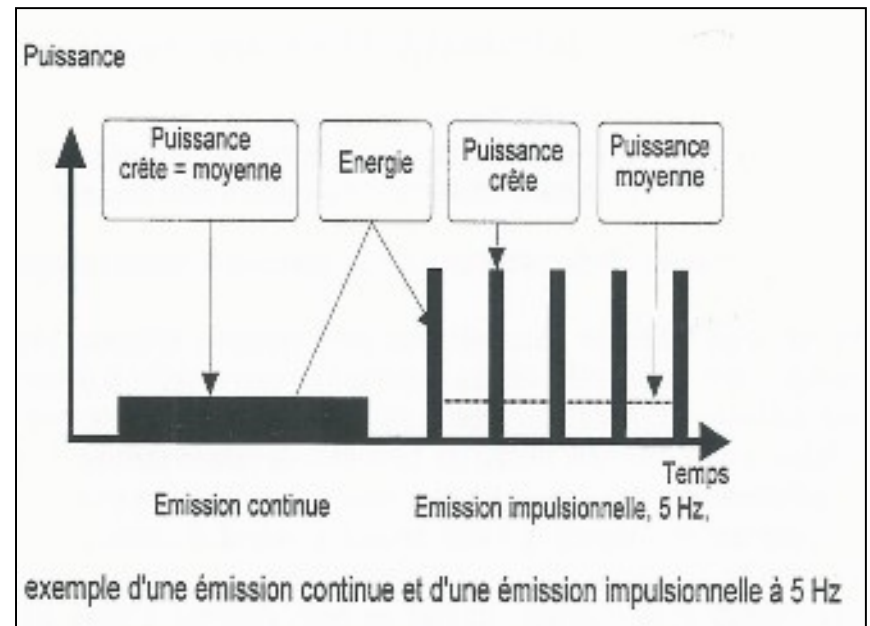 Puissance
Puissance
crête = moyenne
Energie
Puissance
crête
Puissance
moyenne
Temps
Emission continue
Emission impulsionnelle, 5 Hz,
exemple d'une émission continue et d'une émission impulsionnelle à 5 Hz